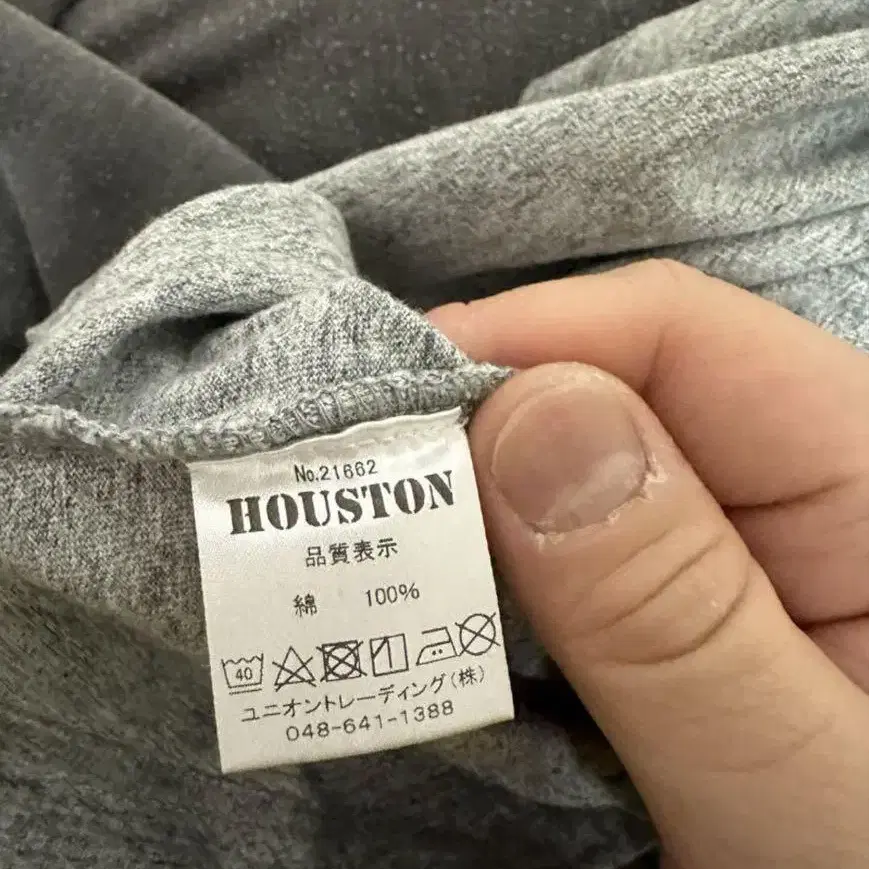 No.21662
HOUSTON
品質表示
綿 100%
40
ユニオントレーディング(株)
048-641-1388